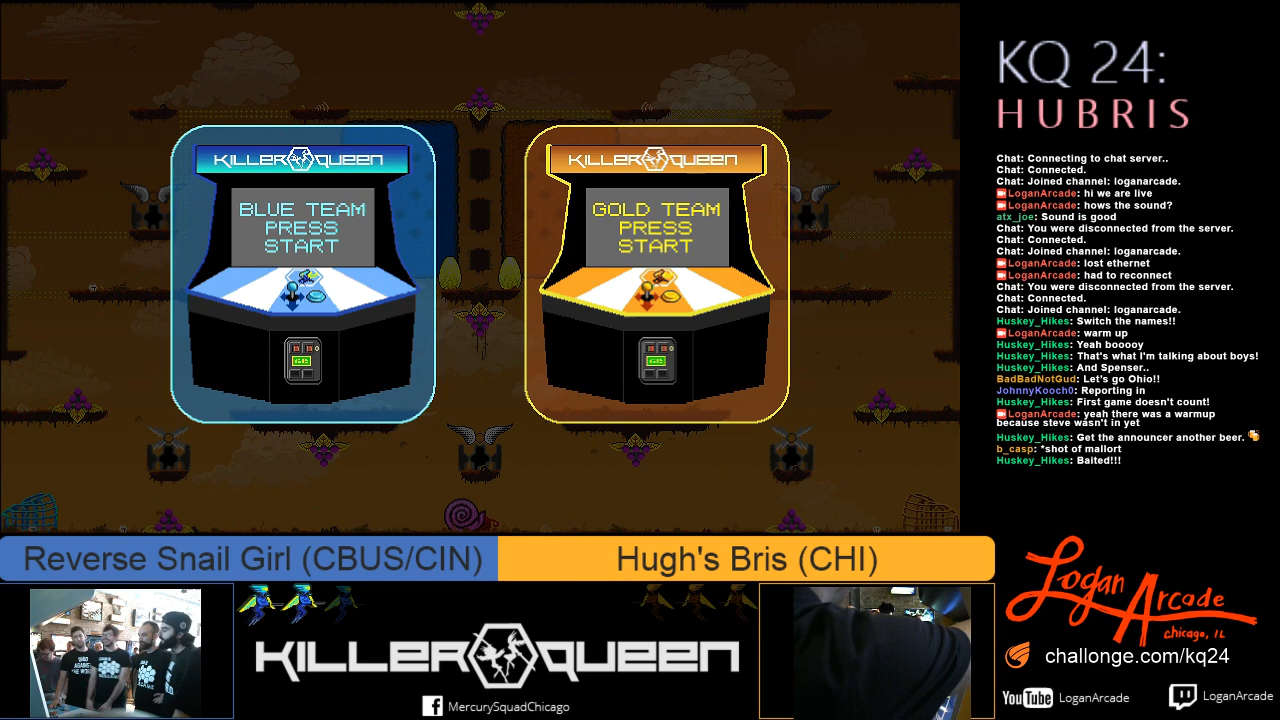 KILLER QUEEN
BLUE TEAM
PRESS
START
KILLER QUEEN
GOLD TEAM
PRESS
START
KQ 24:
HUBRIS
Chat: Connecting to chat server..
Chat: Connected.
Chat: Joined channel: loganarcade.
LoganArcade: hi we are live
LoganArcade: hows the sound?
atx_joe: Sound is good
Chat: You were disconnected from the server.
Chat: Connected.
Chat: Joined channel: loganarcade.
LoganArcade: lost ethernet
LoganArcade: had to reconnect
Chat: You were disconnected from the server.
Chat: Connected.
Chat: Joined channel: loganarcade.
Huskey_Hikes: Switch the names!!
LoganArcade: warm up
Huskey_Hikes: Yeah booooy
Huskey_Hikes: That's what I'm talking about boys!
Huskey_Hikes: And Spenser..
BadBadNotGud: Let's go Ohio!!
JohnnyKooch0: Reporting in
Huskey_Hikes: First game doesn't count!
LoganArcade: yeah there was a warmup
because steve wasn't in yet
Huskey_Hikes: Get the announcer another beer.
b_casp: *shot of mallort
Huskey_Hikes: Baited!!!
Reverse Snail Girl (CBUS/CIN)
Hugh's Bris (CHI)
KILLER QUEEN
MercurySquadChicago
Logan
Arcade
chicago, IL
challonge.com/kq24
YouTube LoganArcade
LoganArcade